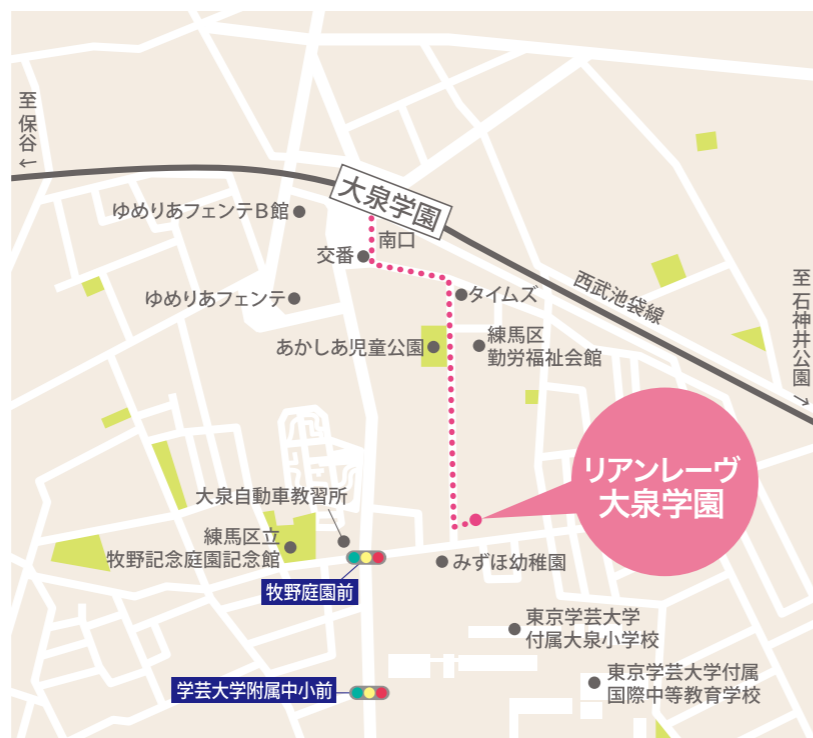 至 保谷 ←
大泉学園
ゆめりあフェンテB館
南口
交番
西武池袋線
至 石神井公園 →
ゆめりあフェンテ
タイムズ
あかしあ児童公園
練馬区
勤労福祉会館
リアンレーヴ
大泉学園
大泉自動車教習所
練馬区立
牧野記念庭園記念館
みずほ幼稚園
牧野庭園前
東京学芸大学
付属大泉小学校
学芸大学附属中小前
東京学芸大学付属
国際中等教育学校